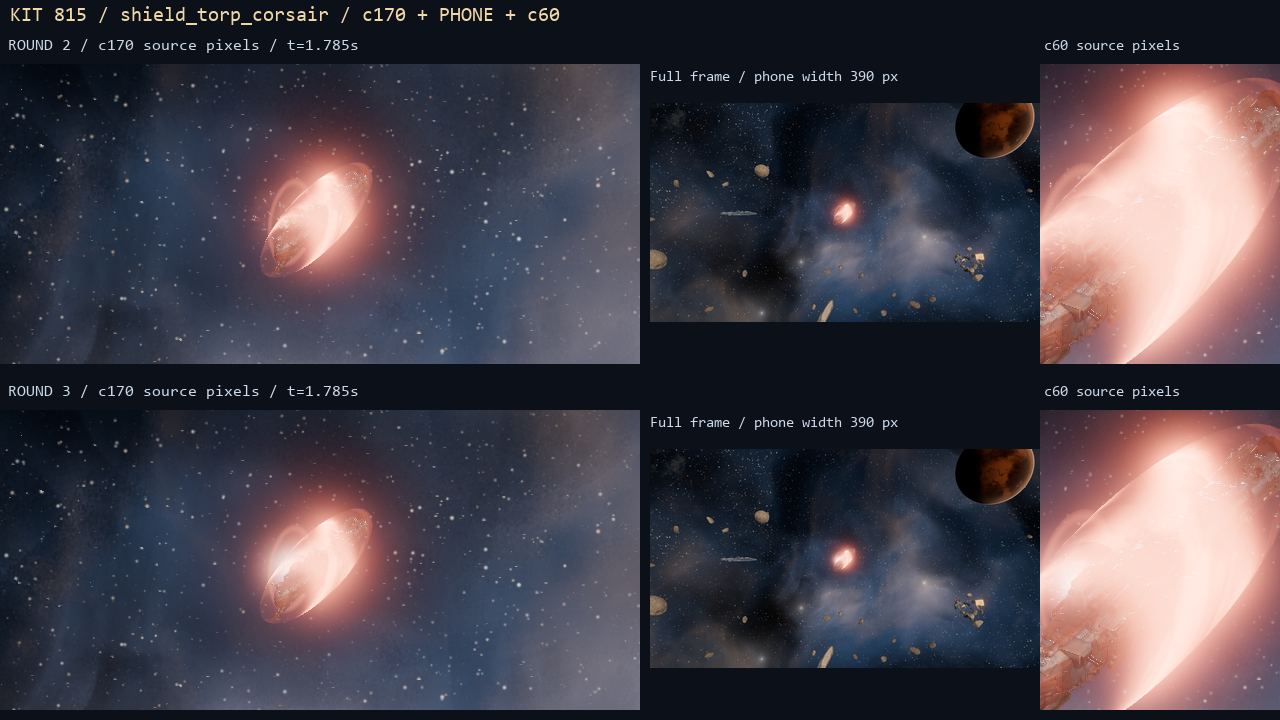 KIT 815 / shield_torp_corsair / c170 + PHONE + c60
ROUND 2 / c170 source pixels / t=1.785s
Full frame / phone width 390 px
c60 source pixels
ROUND 3 / c170 source pixels / t=1.785s
Full frame / phone width 390 px
c60 source pixels